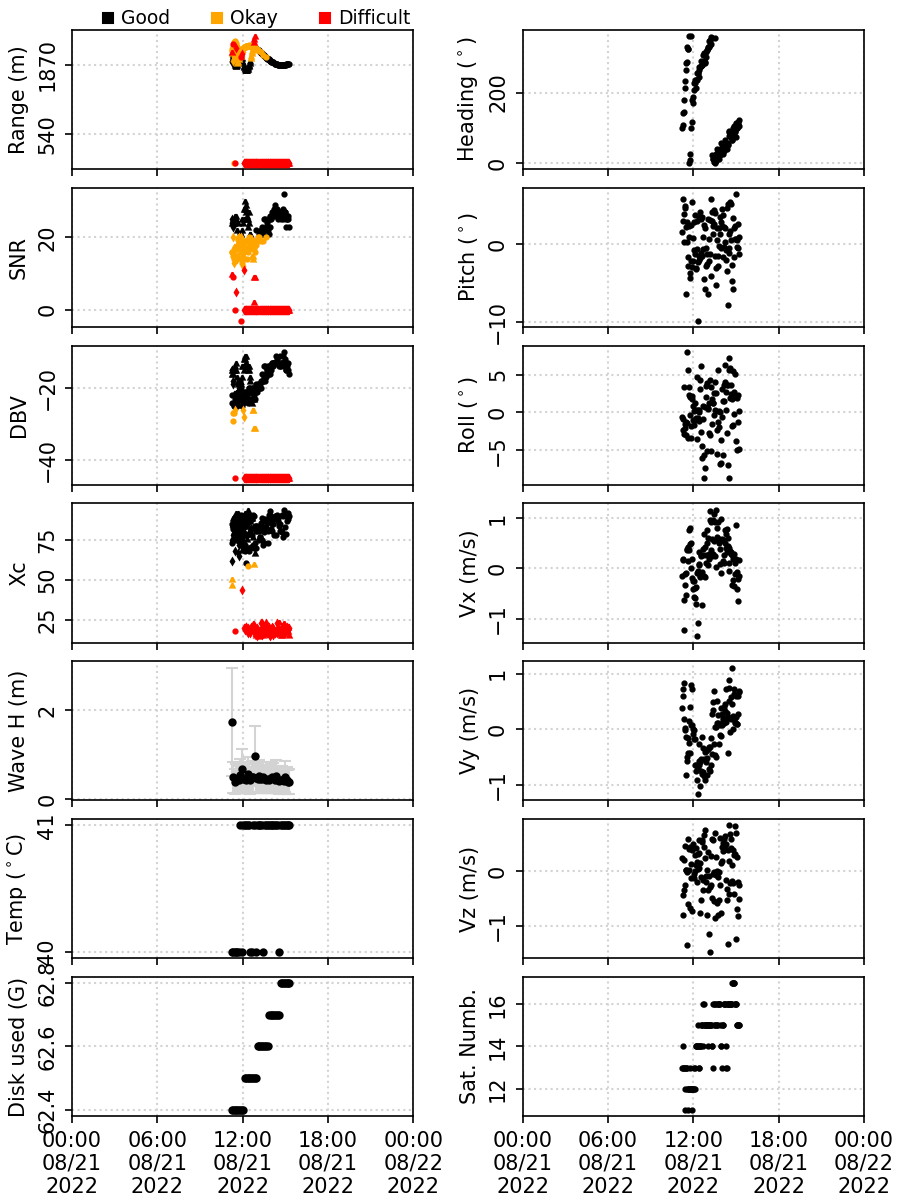 Good Okay Difficult
Range (m)
1870
540
Heading (°)
200
0
SNR
20
0
Pitch (°)
0
−10
DBV
−20
−40
Roll (°)
5
0
−5
Xc
75
50
25
Vx (m/s)
1
0
−1
Wave H (m)
2
0
Vy (m/s)
1
0
−1
Temp (°C)
41
40
Vz (m/s)
0
−1
Disk used (G)
62.8
62.6
62.4
Sat. Numb.
16
14
12
00:00 06:00 12:00 18:00 00:00
08/21 08/21 08/21 08/21 08/22
2022 2022 2022 2022 2022
00:00 06:00 12:00 18:00 00:00
08/21 08/21 08/21 08/21 08/22
2022 2022 2022 2022 2022